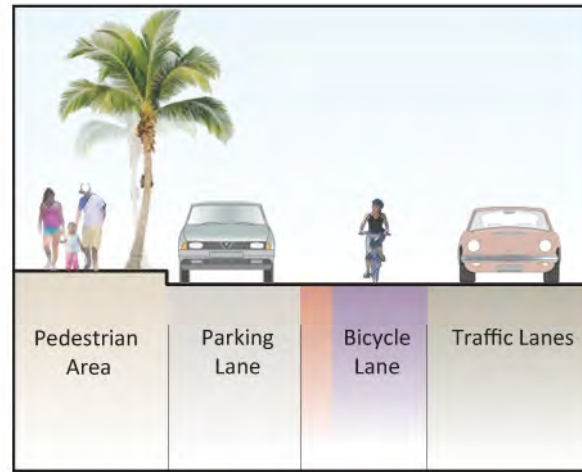 Pedestrian
Area
Parking
Lane
Bicycle
Lane
Traffic Lanes